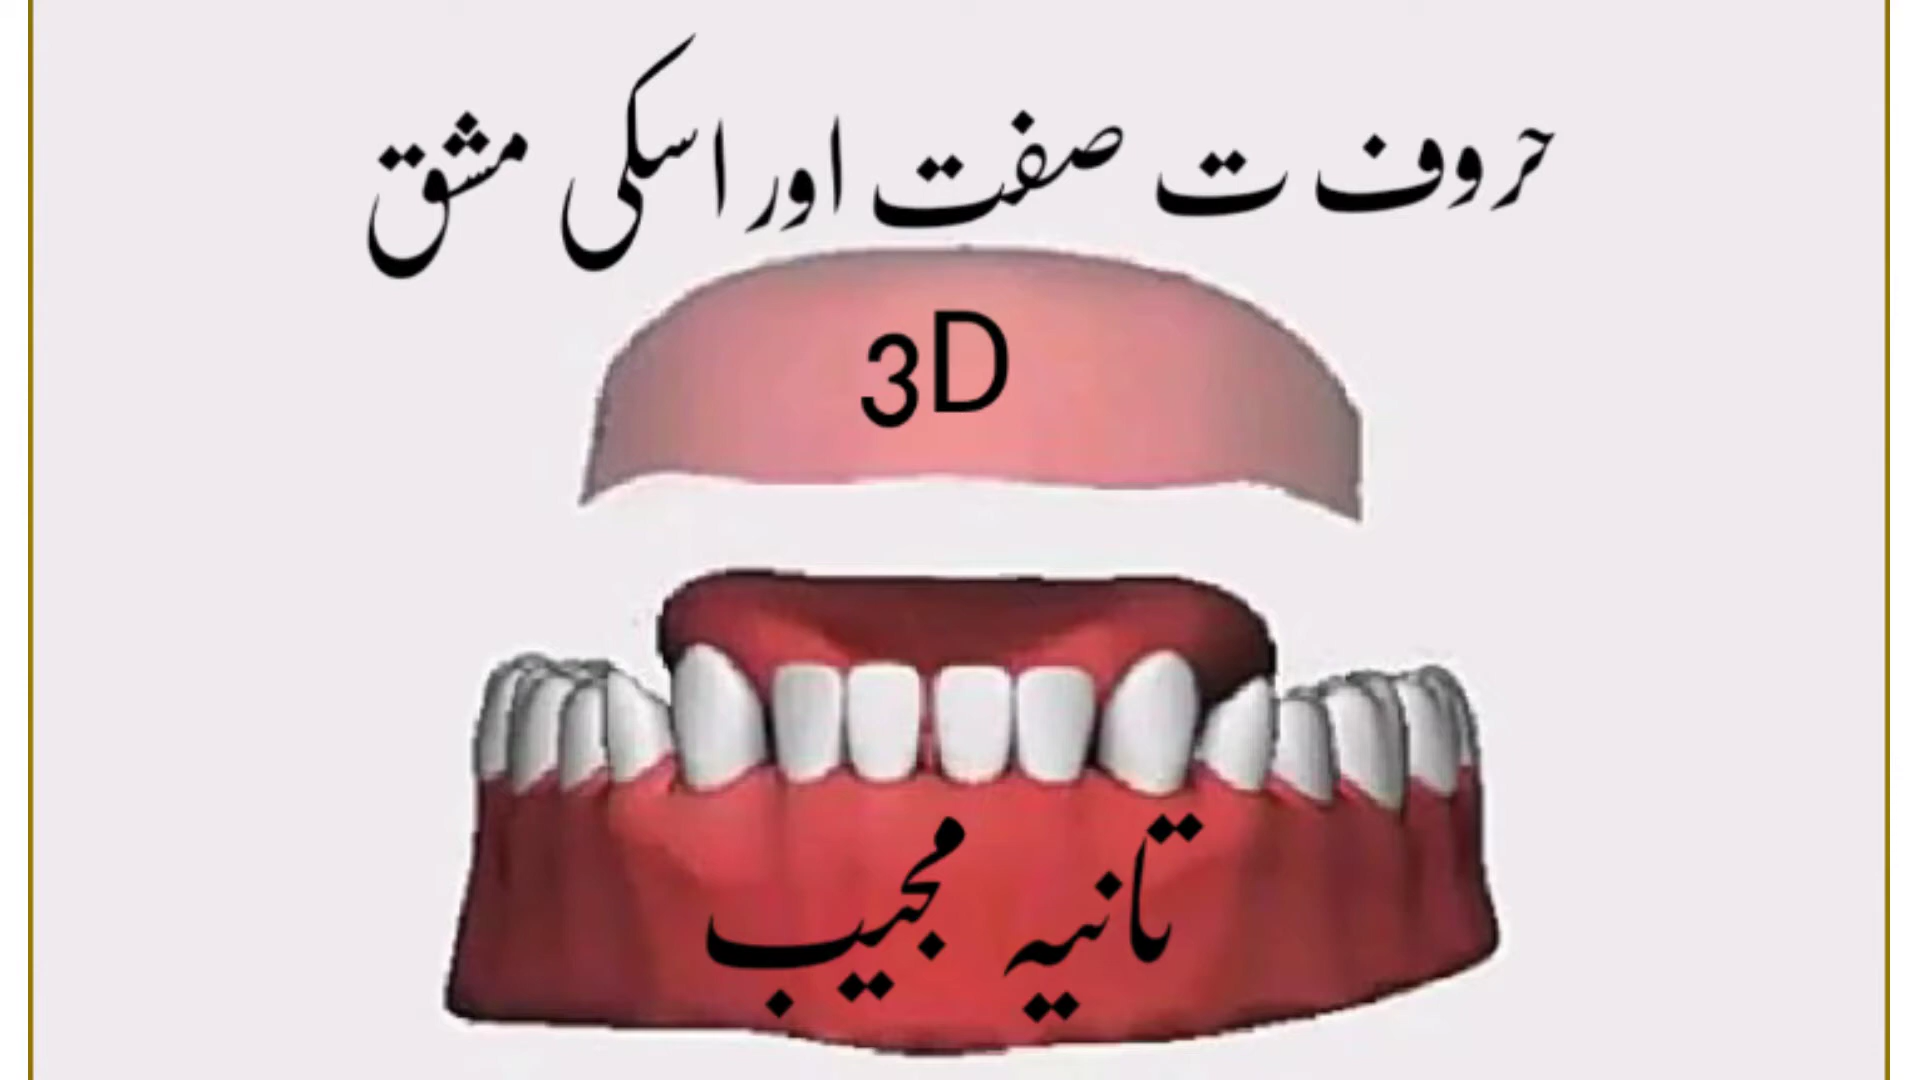 حروف ت صفت اور اسکی مشق
3D
تانیہ مجیب